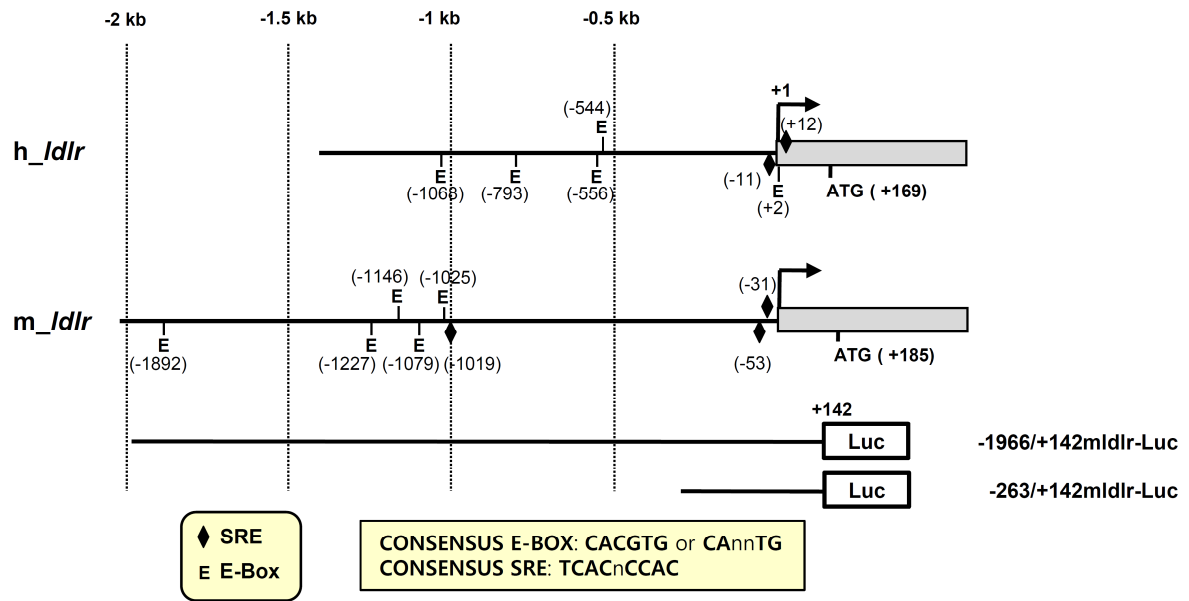 -2 kb -1.5 kb -1 kb -0.5 kb
+1
(-544) (+12)
E
h_ldlr
E E E (-11) E ATG ( +169)
(-1063) (-793) (-556) (+2)
(-1146) (-1025) (-31)
E E
m_ldlr
E E E
(-1892) (-1227) (-1079) (-1019) (-53) ATG ( +185)
+142
Luc -1966/+142mldlr-Luc
Luc -263/+142mldlr-Luc
SRE
E E-Box
CONSENSUS E-BOX: CACGTG or CAnnTG
CONSENSUS SRE: TCACnCCAC